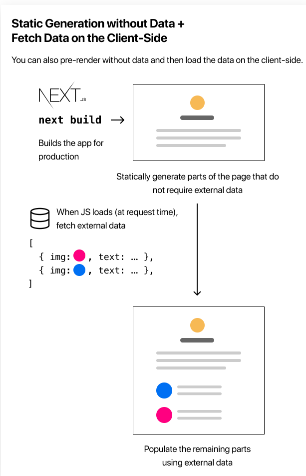 Static Generation without Data +
Fetch Data on the Client-Side
You can also pre-render without data and then load the data on the client-side.
NEXT.JS
next build
Builds the app for
production
Statically generate parts of the page that do
not require external data
When JS loads (at request time),
fetch external data
[
{ img: , text: … },
{ img: , text: … },
]
Populate the remaining parts
using external data